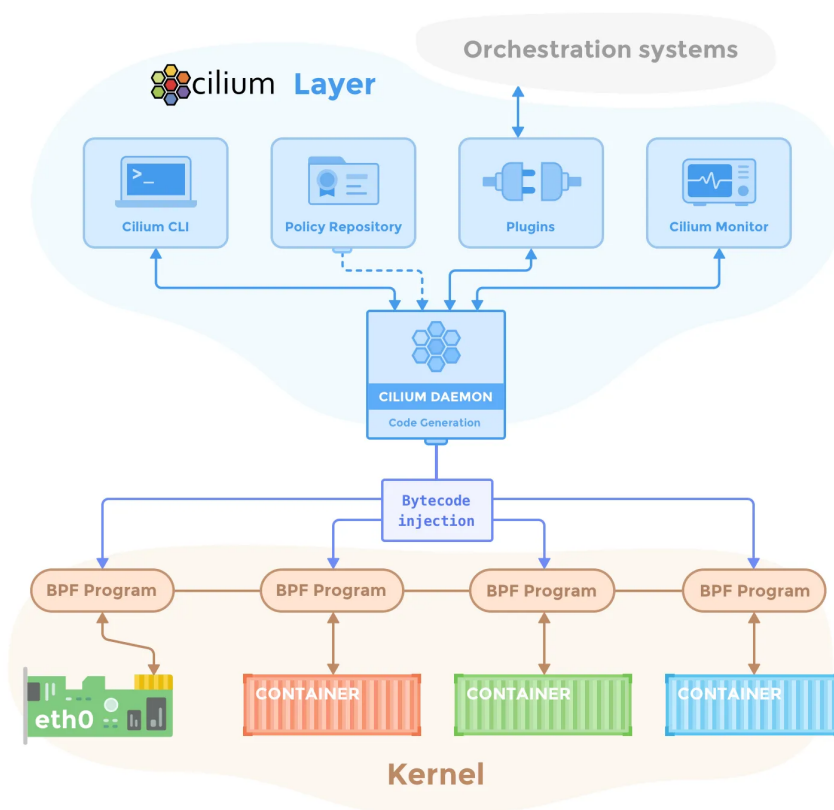 Orchestration systems
cilium Layer
>_
Cilium CLI
Policy Repository
Plugins
Cilium Monitor
CILIUM DAEMON
Code Generation
Bytecode
injection
BPF Program
BPF Program
BPF Program
BPF Program
eth0
CONTAINER
CONTAINER
CONTAINER
Kernel